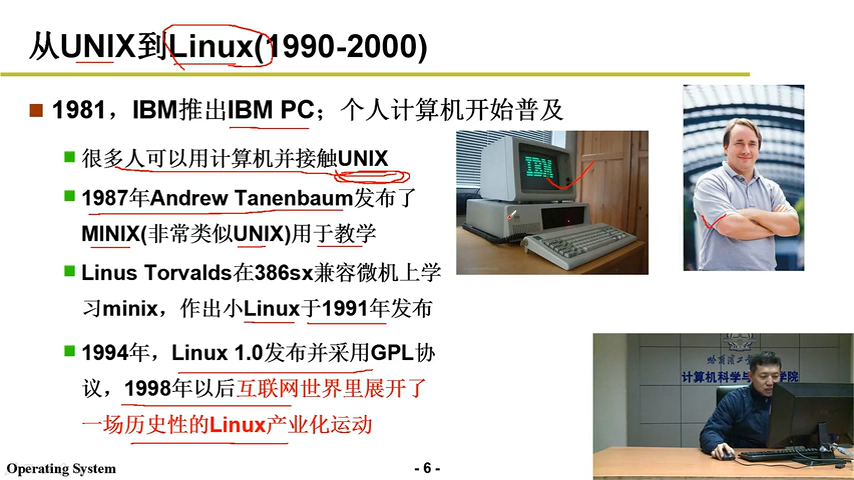 从UNIX到Linux(1990-2000)
1981，IBM推出IBM PC；个人计算机开始普及
很多人可以用计算机并接触UNIX
1987年Andrew Tanenbaum发布了
MINIX(非常类似UNIX)用于教学
Linus Torvalds在386sx兼容微机上学
习minix，作出小Linux于1991年发布
1994年，Linux 1.0发布并采用GPL协
议，1998年以后互联网世界里展开了
一场历史性的Linux产业化运动
IBM
计算机科学与
学院
Operating System
- 6 -